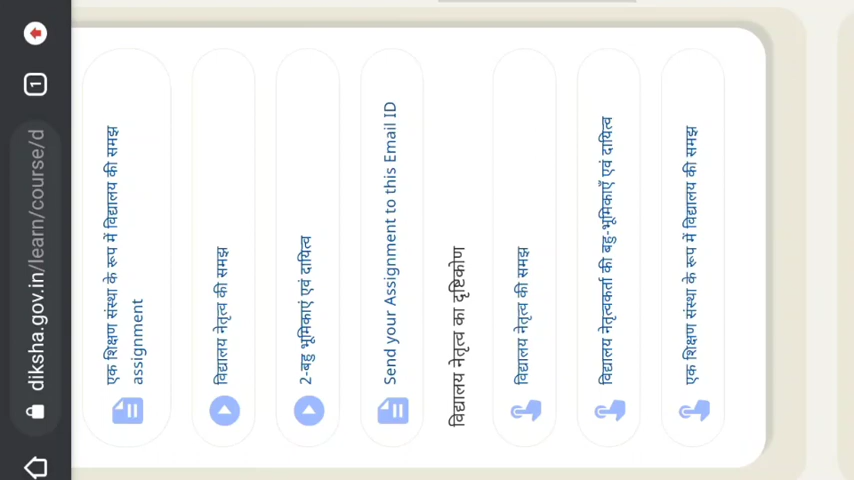 1
diksha.gov.in/learn/course/d
एक शिक्षण संस्था के रूप में विद्यालय की समझ
assignment
विद्यालय नेतृत्व की समझ
2-बहु भूमिकाएं एवं दायित्व
Send your Assignment to this Email ID
विद्यालय नेतृत्व का दृष्टिकोण
विद्यालय नेतृत्व की समझ
विद्यालय नेतृत्वकर्ता की बहु-भूमिकाएँ एवं दायित्व
एक शिक्षण संस्था के रूप में विद्यालय की समझ